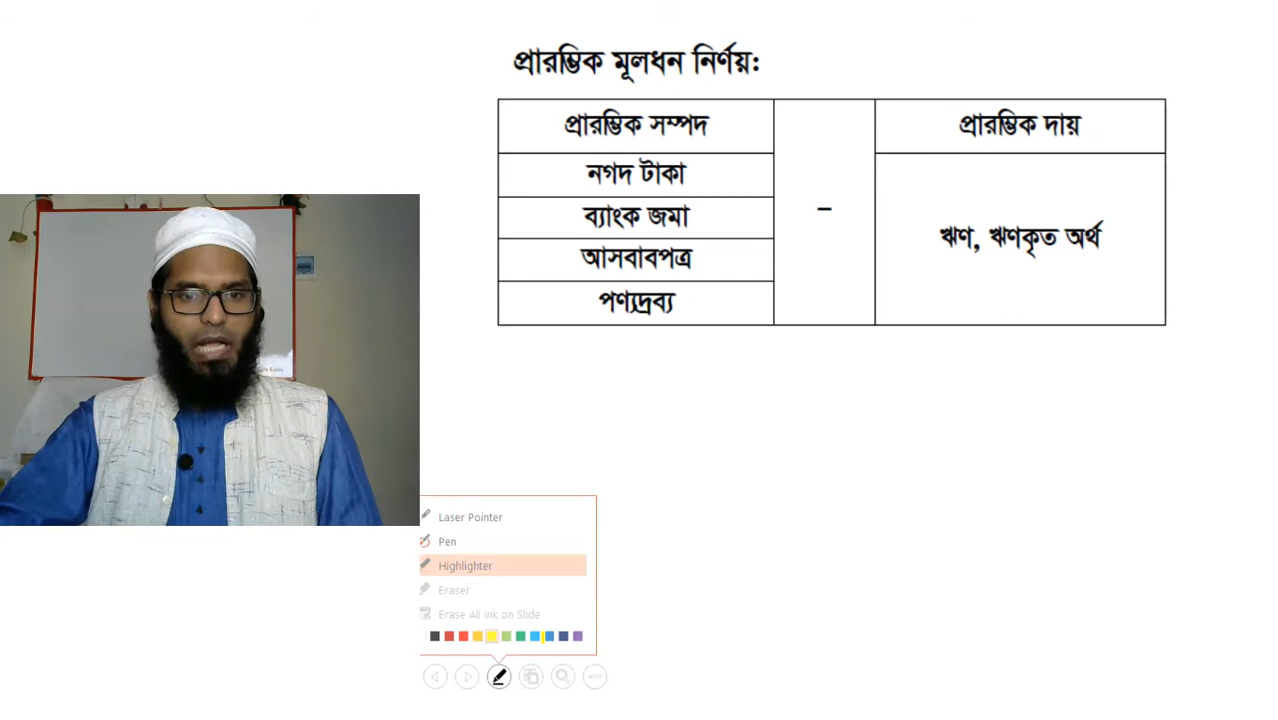 প্রারম্ভিক মূলধন নির্ণয়:
প্রারম্ভিক সম্পদ
প্রারম্ভিক দায়
নগদ টাকা
ব্যাংক জমা
–
ঋণ, ঋণকৃত অর্থ
আসবাবপত্র
পণ্যদ্রব্য
Laser Pointer
Pen
Highlighter
Eraser
Erase All Ink on Slide